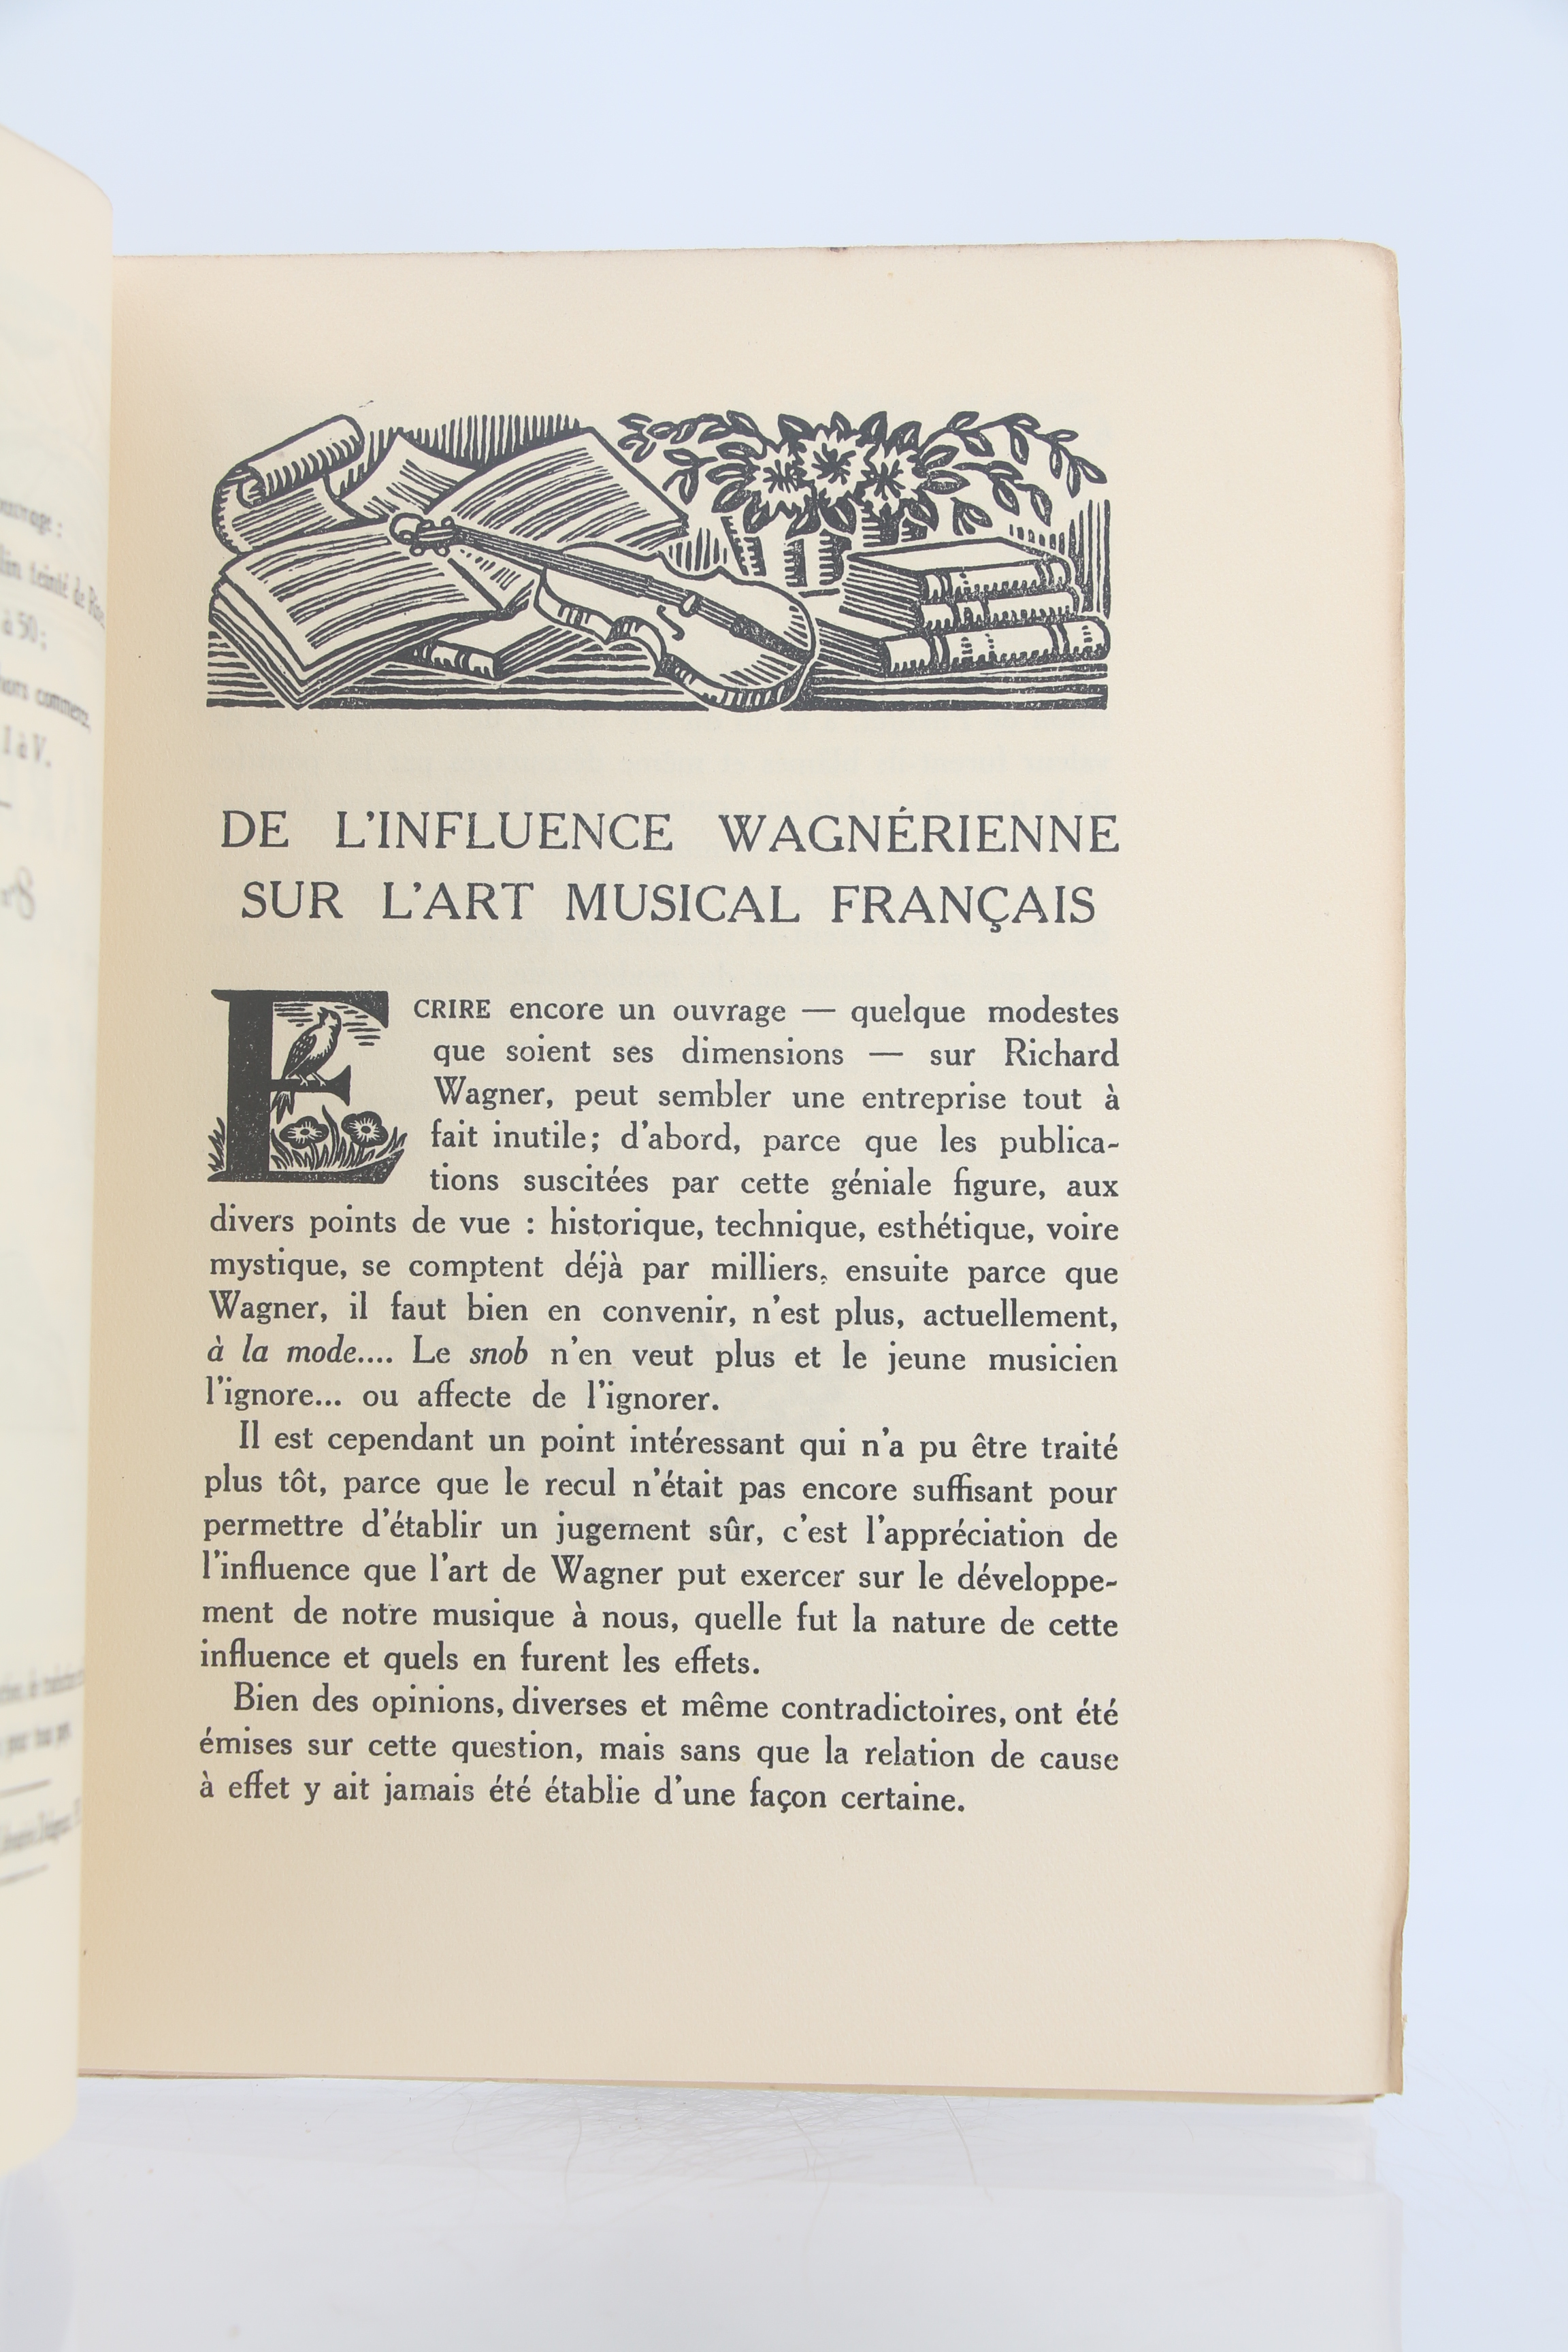 ouvrage :
teinté de
à 50 ;
hors commerce,
I à V.
DE L'INFLUENCE WAGNÉRIENNE
SUR L'ART MUSICAL FRANÇAIS
ECRIRE encore un ouvrage — quelque modestes
que soient ses dimensions — sur Richard
Wagner, peut sembler une entreprise tout à
fait inutile; d'abord, parce que les publica-
tions suscitées par cette géniale figure, aux
divers points de vue : historique, technique, esthétique, voire
mystique, se comptent déjà par milliers, ensuite parce que
Wagner, il faut bien en convenir, n'est plus, actuellement,
à la mode.... Le snob n'en veut plus et le jeune musicien
l'ignore... ou affecte de l'ignorer.
Il est cependant un point intéressant qui n'a pu être traité
plus tôt, parce que le recul n'était pas encore suffisant pour
permettre d'établir un jugement sûr, c'est l'appréciation de
l'influence que l'art de Wagner put exercer sur le développe-
ment de notre musique à nous, quelle fut la nature de cette
influence et quels en furent les effets.
Bien des opinions, diverses et même contradictoires, ont été
émises sur cette question, mais sans que la relation de cause
à effet y ait jamais été établie d'une façon certaine.